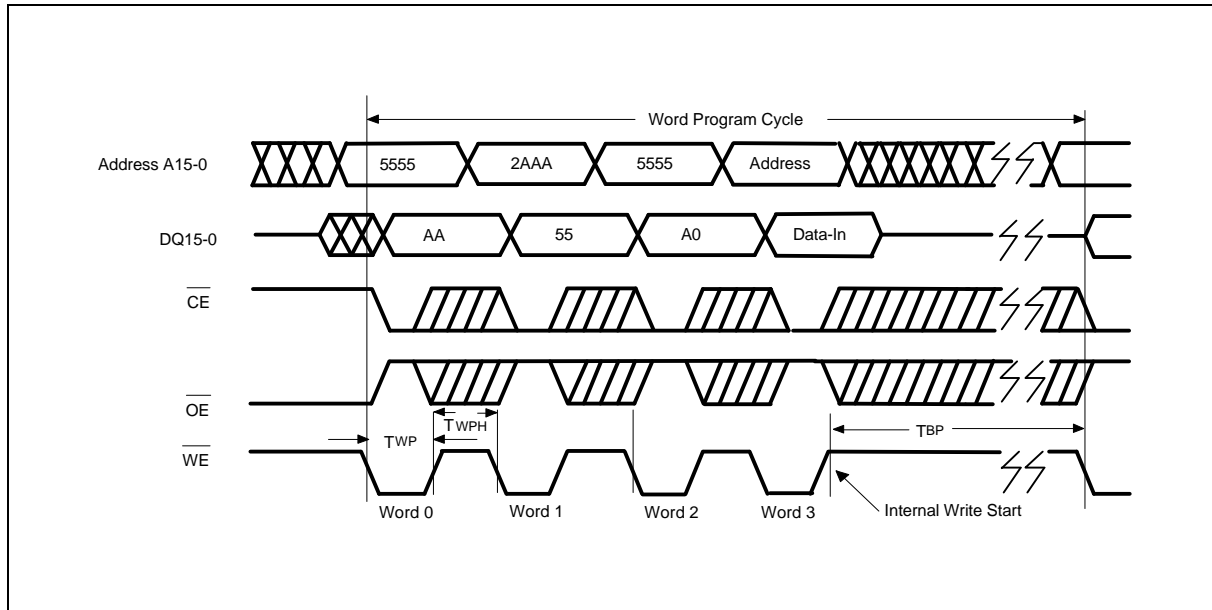 Word Program Cycle
Address A15-0
5555
2AAA
5555
Address
DQ15-0
AA
55
A0
Data-In
CE
OE
TWPH
TWP
TBP
WE
Word 0
Word 1
Word 2
Word 3
Internal Write Start